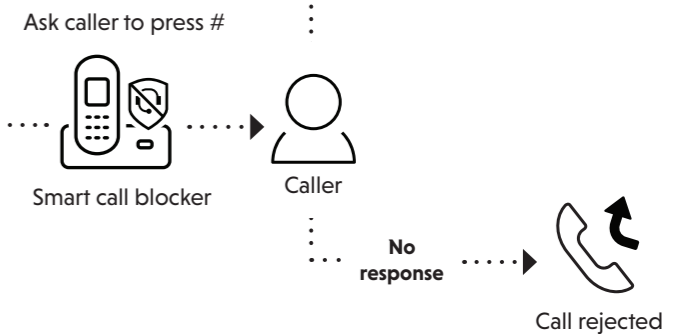 Ask caller to press #
Smart call blocker
Caller
No
response
Call rejected